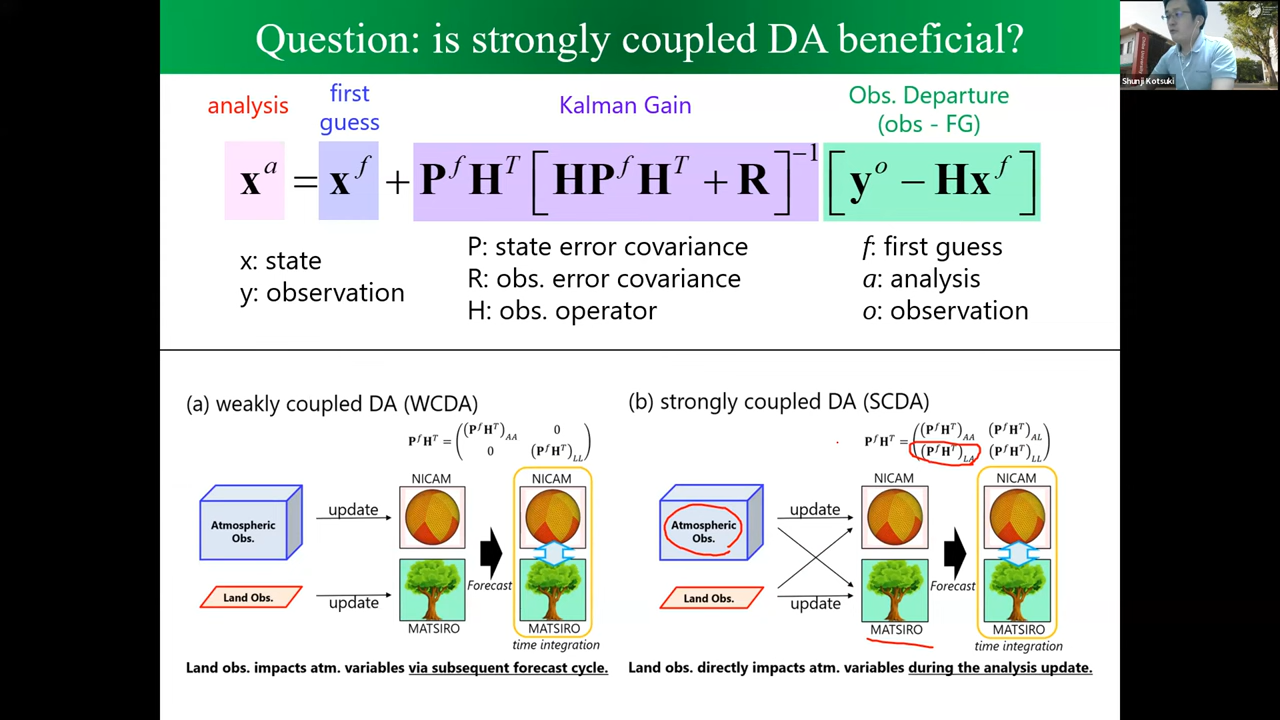 Question: is strongly coupled DA beneficial?
Shunji Kotsuki
analysis
first
guess
Kalman Gain
Obs. Departure
(obs - FG)
x^a = x^f + P^f H^T [HP^f H^T + R]^−1 [y^o − Hx^f]
x: state
y: observation
P: state error covariance
R: obs. error covariance
H: obs. operator
f: first guess
a: analysis
o: observation
(a) weakly coupled DA (WCDA)
P^f H^T = ( (P^f H^T)_AA 0
0 (P^f H^T)_LL )
NICAM
NICAM
Atmospheric
Obs.
update
Forecast
Land Obs.
update
MATSIRO
MATSIRO
time integration
Land obs. impacts atm. variables via subsequent forecast cycle.
(b) strongly coupled DA (SCDA)
P^f H^T = ( (P^f H^T)_AA (P^f H^T)_AL
(P^f H^T)_LA (P^f H^T)_LL )
NICAM
NICAM
Atmospheric
Obs.
update
Forecast
Land Obs.
update
MATSIRO
MATSIRO
time integration
Land obs. directly impacts atm. variables during the analysis update.